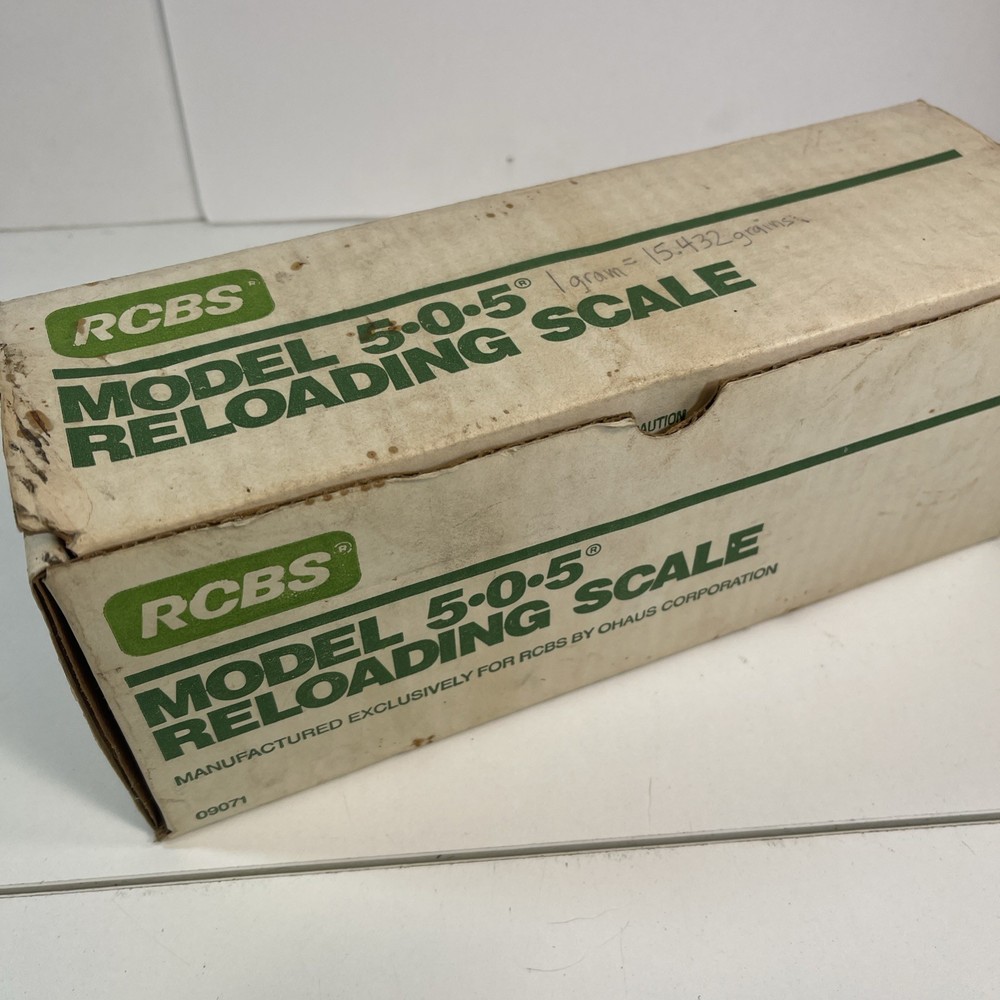 RCBS®
MODEL 5•0•5®
1 gram = 15.432 grains
RELOADING SCALE
AUTION
RCBS®
MODEL 5•0•5®
RELOADING SCALE
MANUFACTURED EXCLUSIVELY FOR RCBS BY OHAUS CORPORATION
09071